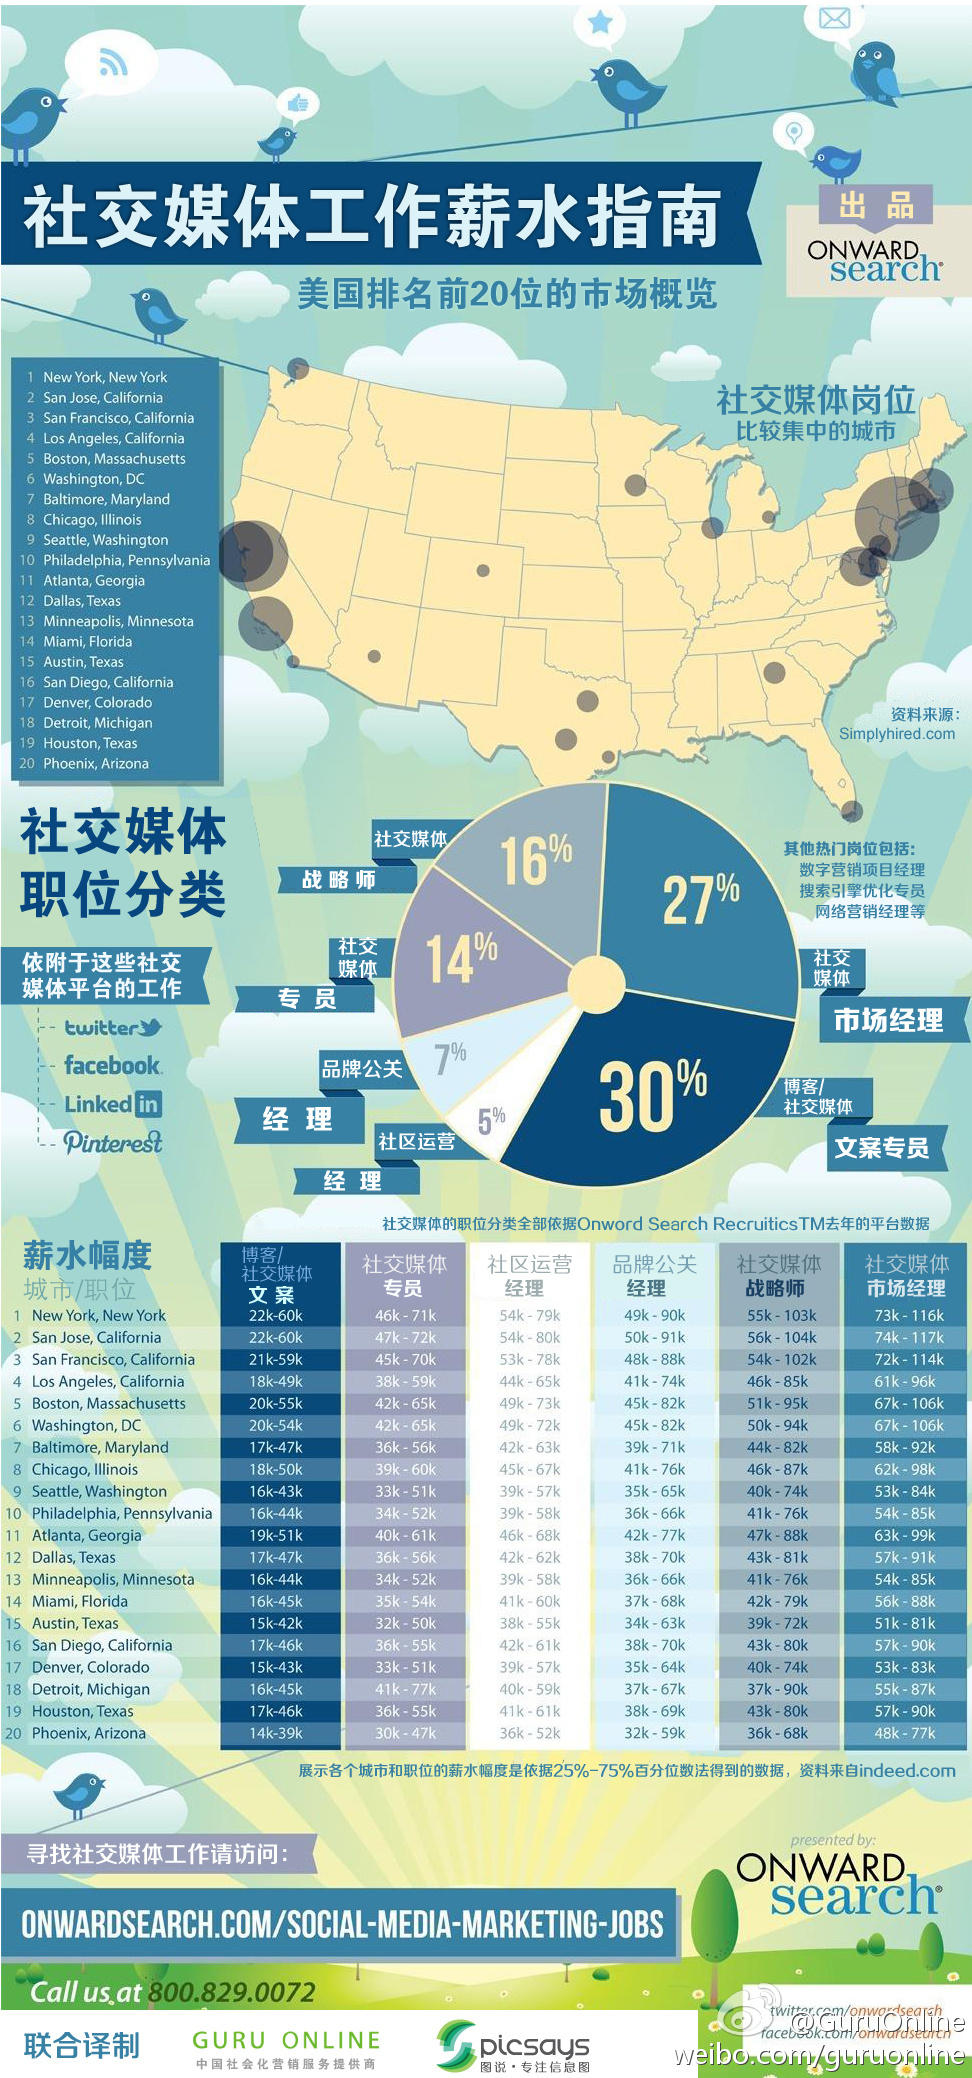 社交媒体工作薪水指南
出 品
ONWARD
search
美国排名前20位的市场概览
1 New York, New York
2 San Jose, California
3 San Francisco, California
4 Los Angeles, California
5 Boston, Massachusetts
6 Washington, DC
7 Baltimore, Maryland
8 Chicago, Illinois
9 Seattle, Washington
10 Philadelphia, Pennsylvania
11 Atlanta, Georgia
12 Dallas, Texas
13 Minneapolis, Minnesota
14 Miami, Florida
15 Austin, Texas
16 San Diego, California
17 Denver, Colorado
18 Detroit, Michigan
19 Houston, Texas
20 Phoenix, Arizona
社交媒体岗位
比较集中的城市
资料来源：
Simplyhired.com
社交媒体
职位分类
依附于这些社交
媒体平台的工作
twitter
facebook
Linked in
Pinterest
社交媒体
战略师
16%
社交
媒体
专 员
14%
品牌公关
经 理
7%
社区运营
经 理
5%
27%
社交
媒体
市场经理
30%
博客/
社交媒体
文案专员
其他热门岗位包括：
数字营销项目经理
搜索引擎优化专员
网络营销经理等
社交媒体的职位分类全部依据Onword Search RecruiticsTM去年的平台数据
薪水幅度
城市/职位
博客/
社交媒体
文 案
社交媒体
专员
社区运营
经理
品牌公关
经理
社交媒体
战略师
社交媒体
市场经理
1 New York, New York 22k-60k 46k - 71k 54k - 79k 49k - 90k 55k - 103k 73k - 116k
2 San Jose, California 22k-60k 47k - 72k 54k - 80k 50k - 91k 56k - 104k 74k - 117k
3 San Francisco, California 21k-59k 45k - 70k 53k - 78k 48k - 88k 54k - 102k 72k - 114k
4 Los Angeles, California 18k-49k 38k - 59k 44k - 65k 41k - 74k 46k - 85k 61k - 96k
5 Boston, Massachusetts 20k-55k 42k - 65k 49k - 73k 45k - 82k 51k - 95k 67k - 106k
6 Washington, DC 20k-54k 42k - 65k 49k - 72k 45k - 82k 50k - 94k 67k - 106k
7 Baltimore, Maryland 17k-47k 36k - 56k 42k - 63k 39k - 71k 44k - 82k 58k - 92k
8 Chicago, Illinois 18k-50k 39k - 60k 45k - 67k 41k - 76k 46k - 87k 62k - 98k
9 Seattle, Washington 16k-43k 33k - 51k 39k - 57k 35k - 65k 40k - 74k 53k - 84k
10 Philadelphia, Pennsylvania 16k-44k 34k - 52k 39k - 58k 36k - 66k 41k - 76k 54k - 85k
11 Atlanta, Georgia 19k-51k 40k - 61k 46k - 68k 42k - 77k 47k - 88k 63k - 99k
12 Dallas, Texas 17k-47k 36k - 56k 42k - 62k 38k - 70k 43k - 81k 57k - 91k
13 Minneapolis, Minnesota 16k-44k 34k - 52k 39k - 58k 36k - 66k 41k - 76k 54k - 85k
14 Miami, Florida 16k-45k 35k - 54k 41k - 60k 37k - 68k 42k - 79k 56k - 88k
15 Austin, Texas 15k-42k 32k - 50k 38k - 55k 34k - 63k 39k - 72k 51k - 81k
16 San Diego, California 17k-46k 36k - 55k 42k - 61k 38k - 70k 43k - 80k 57k - 90k
17 Denver, Colorado 15k-43k 33k - 51k 39k - 57k 35k - 64k 40k - 74k 53k - 83k
18 Detroit, Michigan 16k-45k 41k - 77k 40k - 59k 37k - 67k 37k - 90k 55k - 87k
19 Houston, Texas 17k-46k 36k - 55k 41k - 61k 38k - 69k 43k - 80k 57k - 90k
20 Phoenix, Arizona 14k-39k 30k - 47k 36k - 52k 32k - 59k 36k - 68k 48k - 77k
展示各个城市和职位的薪水幅度是依据25%-75%百分位数法得到的数据，资料来自indeed.com
寻找社交媒体工作请访问：
presented by:
ONWARD
search
ONWARDSEARCH.COM/SOCIAL-MEDIA-MARKETING-JOBS
Call us at 800.829.0072
twitter.com/onwardsearch
facebook.com/onwardsearch
@GuruOnline
weibo.com/guruonline
联合译制
GURU ONLINE
中国社会化营销服务提供商
picsays
图说·专注信息图